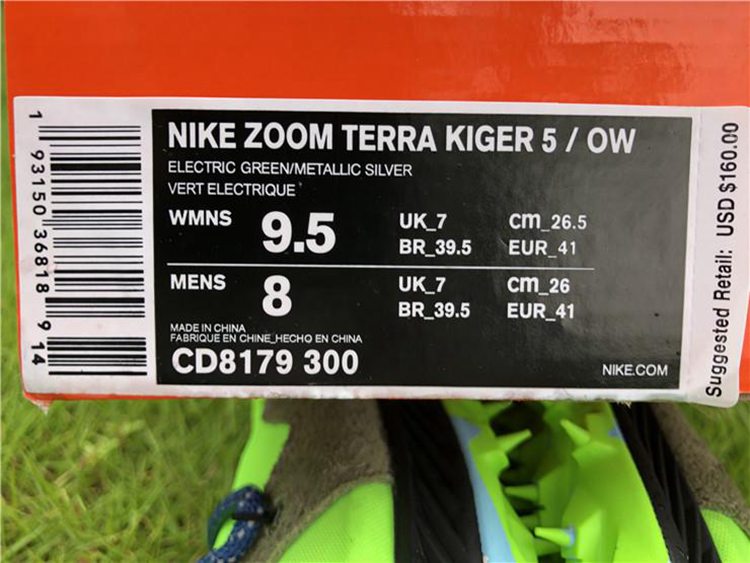 NIKE ZOOM TERRA KIGER 5 / OW
ELECTRIC GREEN/METALLIC SILVER
VERT ELECTRIQUE
WMNS 9.5 UK_7 cm_26.5
BR_39.5 EUR_41
MENS 8 UK_7 cm_26
BR_39.5 EUR_41
MADE IN CHINA
FABRIQUE EN CHINE_HECHO EN CHINA
CD8179 300
NIKE.COM
1 93150 36818 9 14
Suggested Retail: USD $160.00